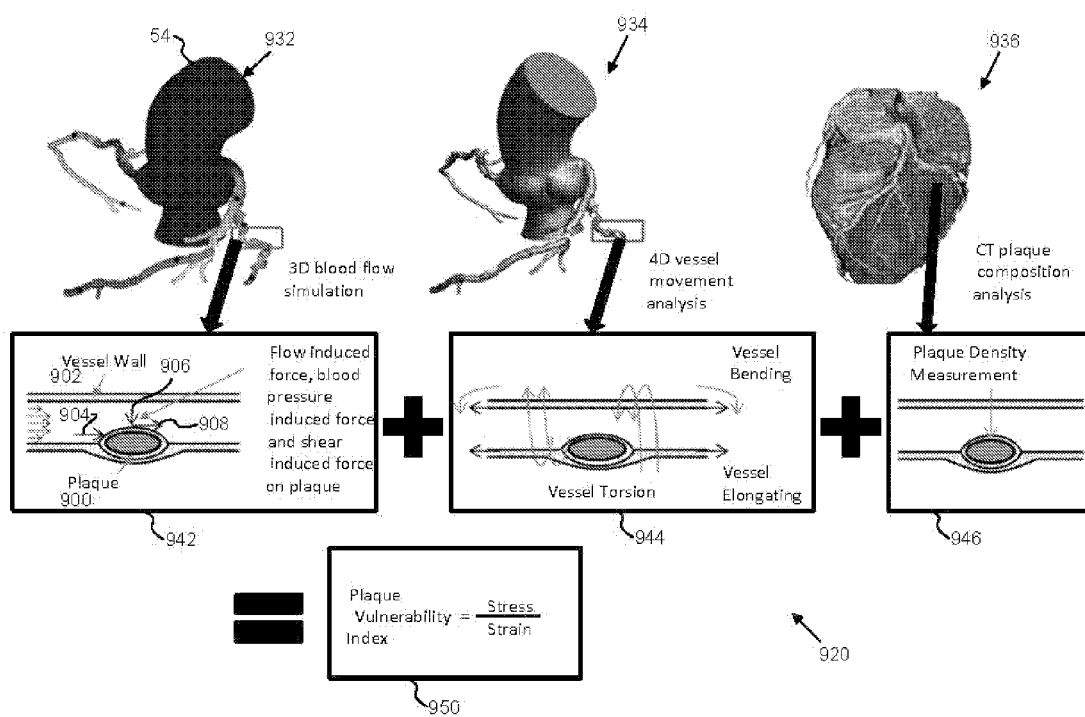 54
932
934
936
3D blood flow
simulation
4D vessel
movement
analysis
CT plaque
composition
analysis
Vessel Wall
902
906
904
908
Plaque
900
Flow induced
force, blood
pressure
induced force
and shear
induced force
on plaque
942
Vessel
Bending
Vessel Torsion
Vessel
Elongating
944
Plaque Density
Measurement
946
Plaque
Vulnerability = Stress
Strain
Index
950
920